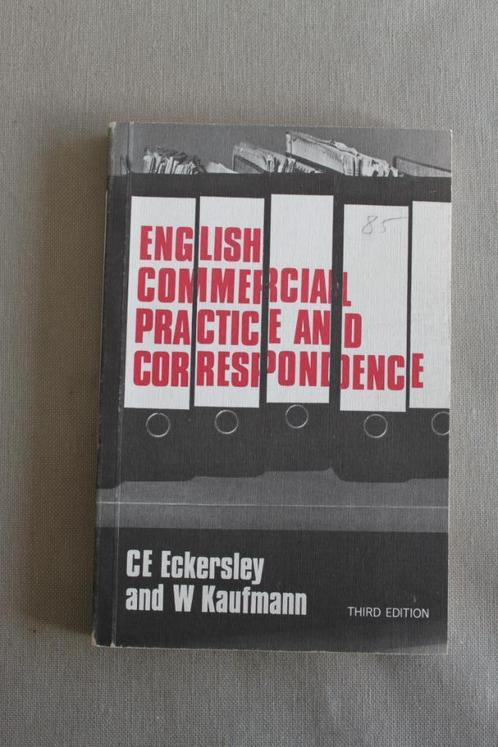 85
ENGLISH
COMMERCIAL
PRACTICE AND
CORRESPONDENCE
CE Eckersley
and W Kaufmann
THIRD EDITION